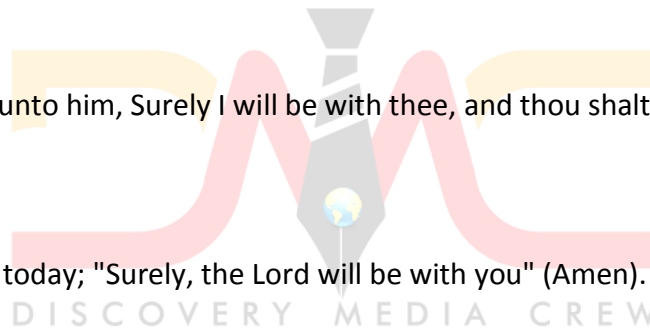 unto him, Surely I will be with thee, and thou shalt
today; "Surely, the Lord will be with you" (Amen).
DISCOVERY MEDIA CREW